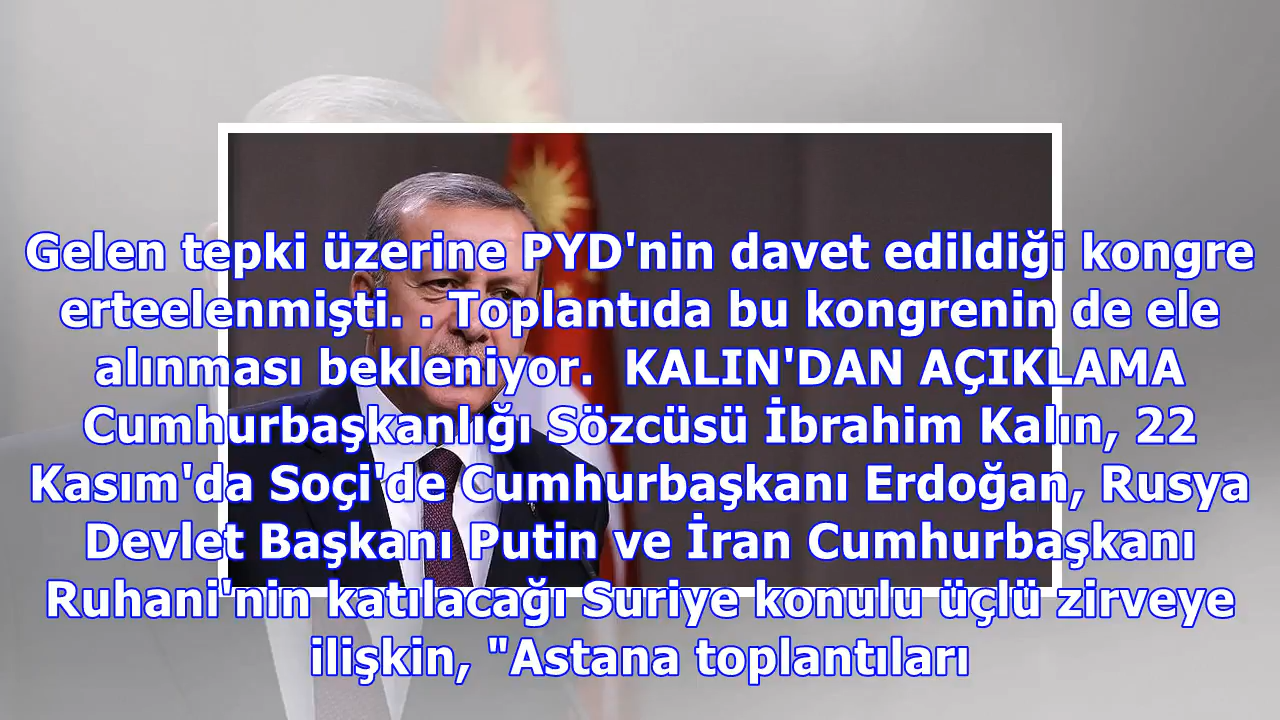 Gelen tepki üzerine PYD'nin davet edildiği kongre
erteelenmişti. . Toplantıda bu kongrenin de ele
alınması bekleniyor.  KALIN'DAN AÇIKLAMA
Cumhurbaşkanlığı Sözcüsü İbrahim Kalın, 22
Kasım'da Soçi'de Cumhurbaşkanı Erdoğan, Rusya
Devlet Başkanı Putin ve İran Cumhurbaşkanı
Ruhani'nin katılacağı Suriye konulu üçlü zirveye
ilişkin, "Astana toplantıları